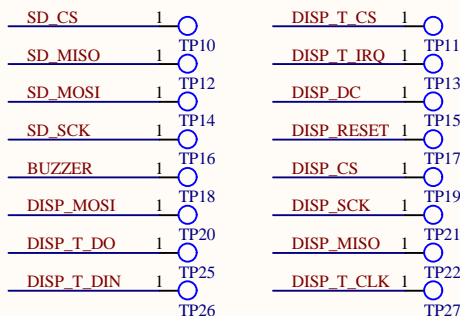 SD_CS 1 DISP_T_CS 1
TP10 TP11
SD_MISO 1 DISP_T_IRQ 1
TP12 TP13
SD_MOSI 1 DISP_DC 1
TP14 TP15
SD_SCK 1 DISP_RESET 1
TP16 TP17
BUZZER 1 DISP_CS 1
TP18 TP19
DISP_MOSI 1 DISP_SCK 1
TP20 TP21
DISP_T_DO 1 DISP_MISO 1
TP25 TP22
DISP_T_DIN 1 DISP_T_CLK 1
TP26 TP27